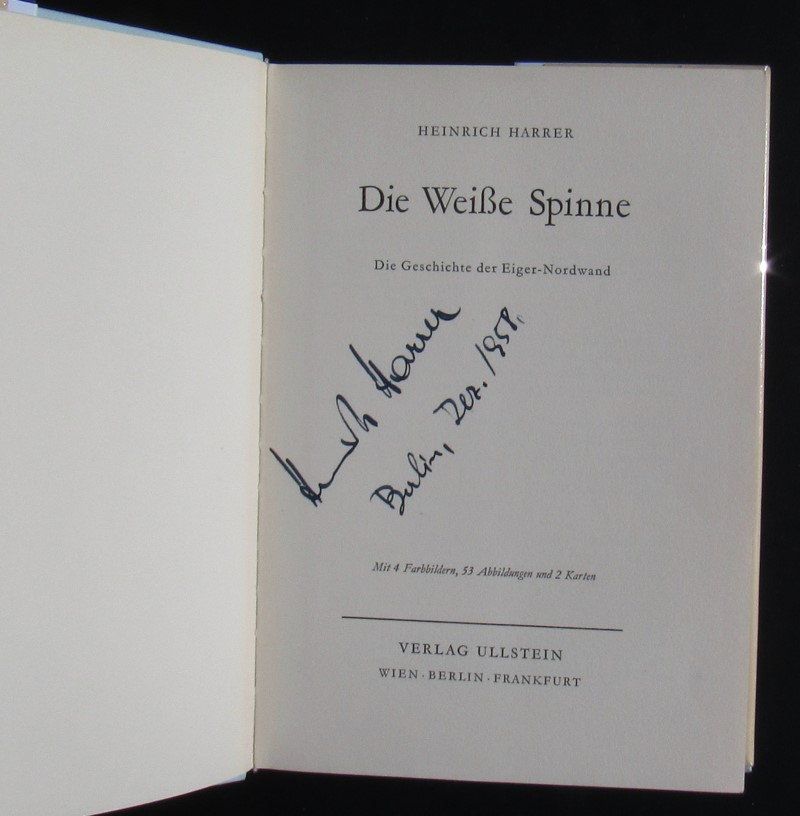 HEINRICH HARRER
Die Weiße Spinne
Die Geschichte der Eiger-Nordwand
Heinrich Harrer
Berlin, Dez. 1958.
Mit 4 Farbbildern, 53 Abbildungen und 2 Karten
VERLAG ULLSTEIN
WIEN · BERLIN · FRANKFURT